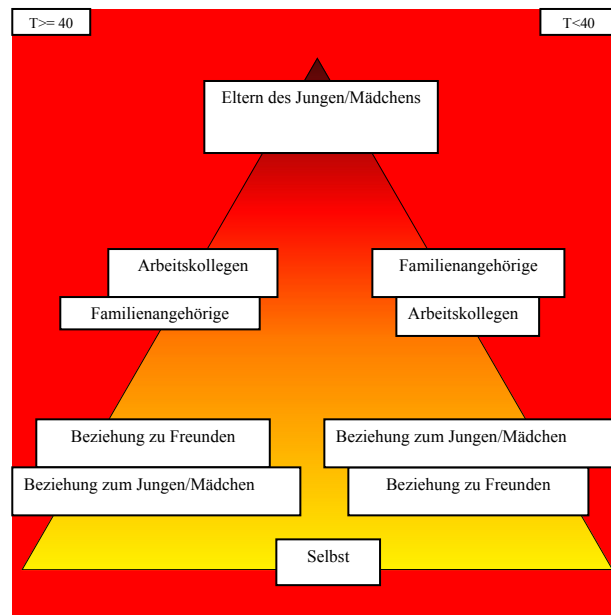 T>= 40
T<40
Eltern des Jungen/Mädchens
Arbeitskollegen
Familienangehörige
Familienangehörige
Arbeitskollegen
Beziehung zu Freunden
Beziehung zum Jungen/Mädchen
Beziehung zum Jungen/Mädchen
Beziehung zu Freunden
Selbst